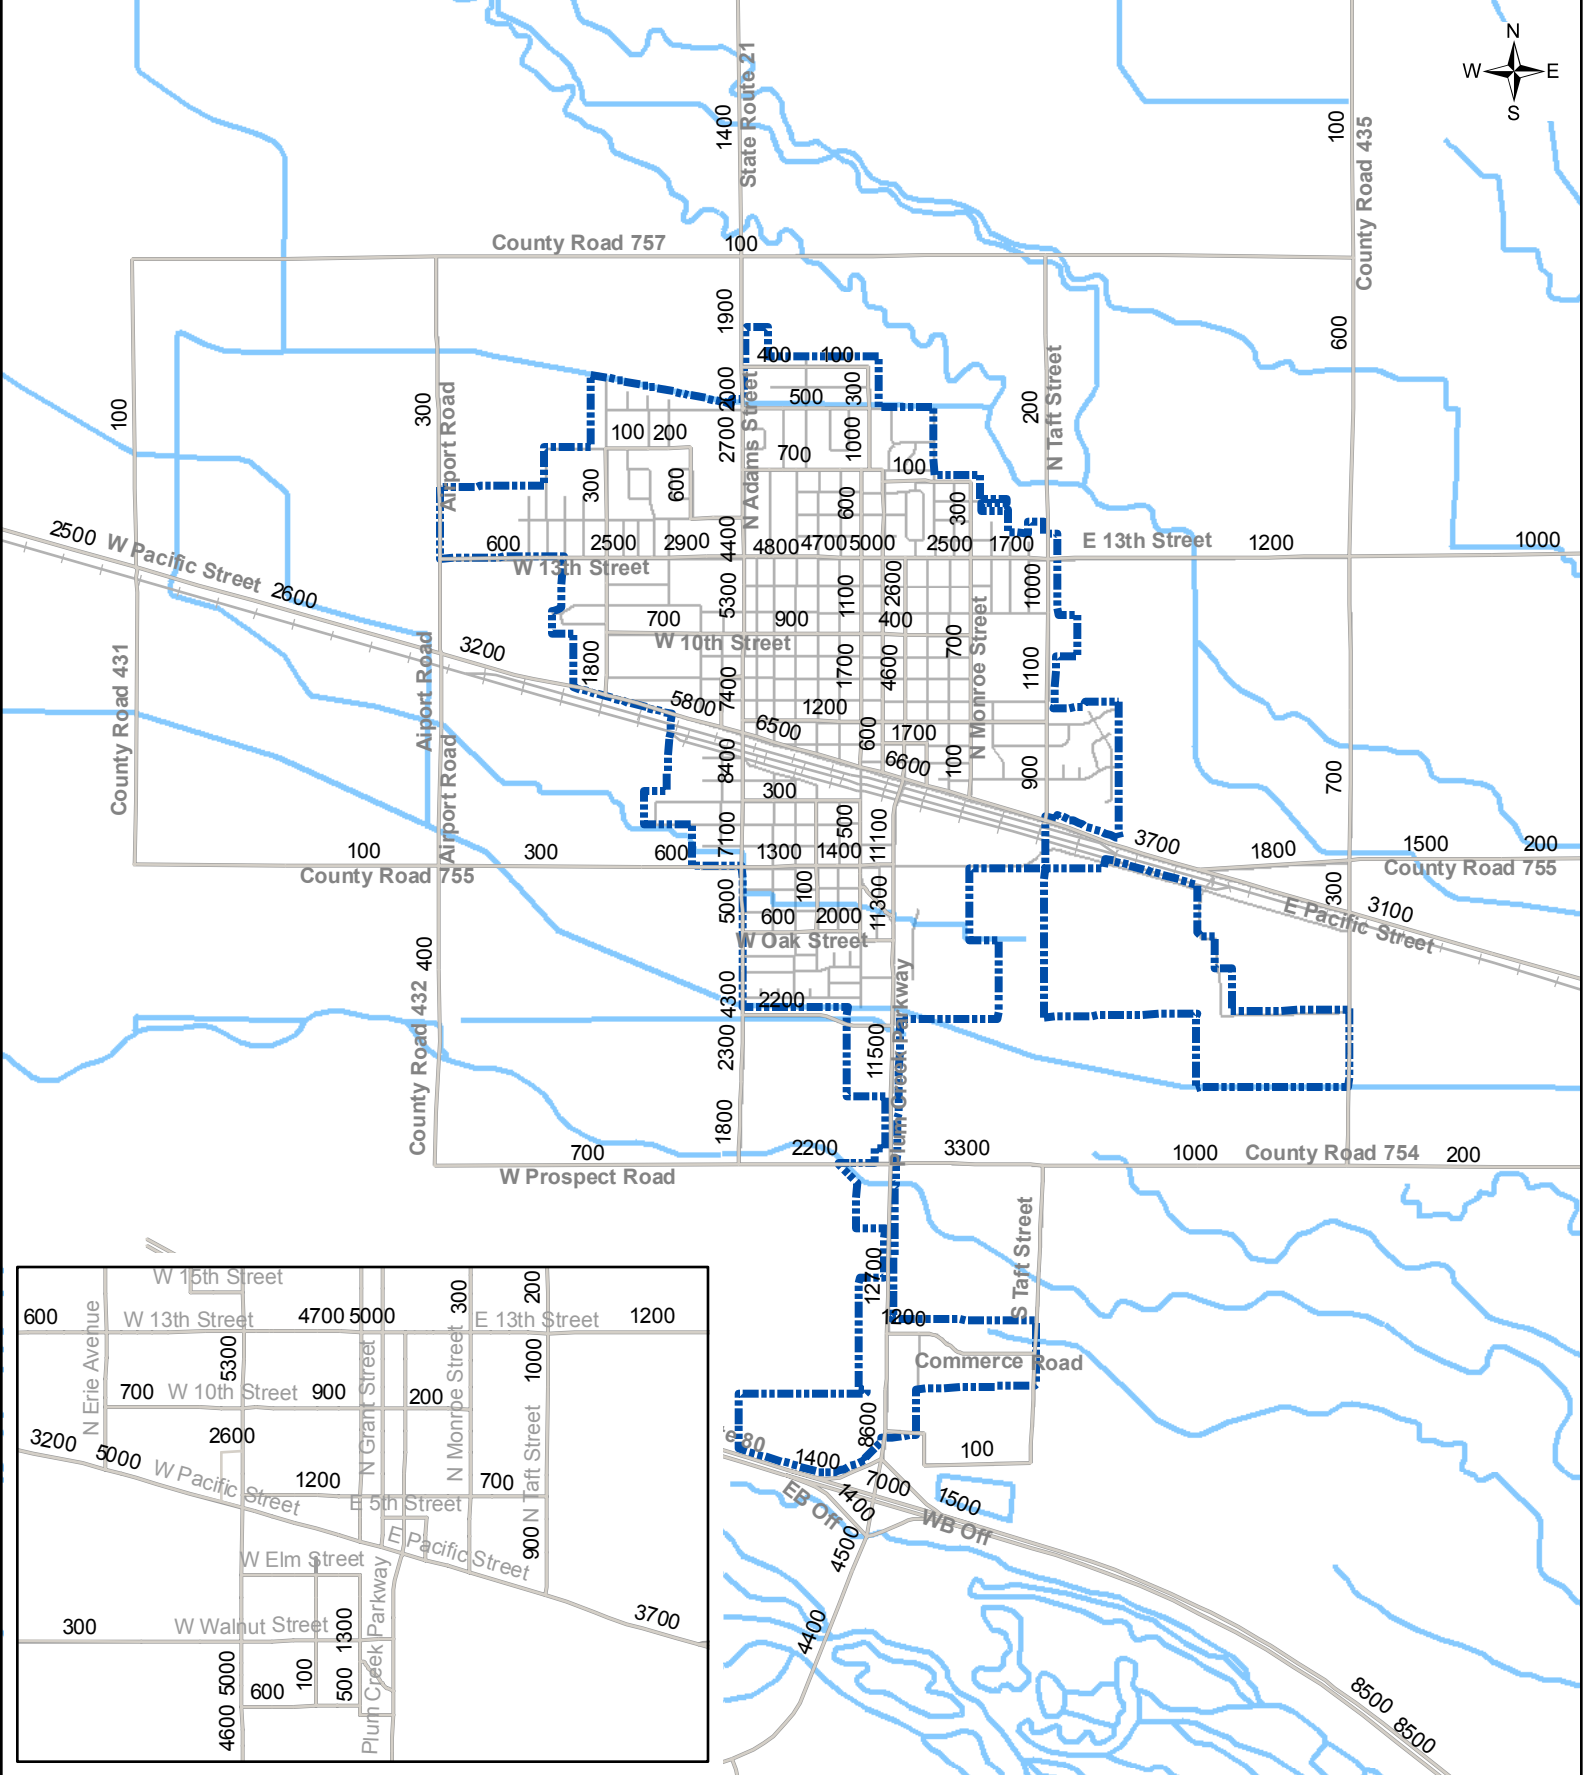 N
W E
S
State Route 21
1400
100
County Road 435
County Road 757
100
1900
600
400 100
2000
300
500
N Taft Street
200
100
300
Airport Road
100 200
2700
N Adams Street
1000
700
100
300
600
600
300
2500
W Pacific Street
2600
600
2500
2900
4400
4800
4700
5000
2500
1700
E 13th Street
1200
1000
W 13th Street
5300
1100
2600
1000
700
900
400
W 10th Street
700
N Monroe Street
3200
1800
7400
1700
4600
1100
County Road 431
Airport Road
5800
1200
6500
600
1700
6600
100
900
8400
700
300
Airport Road
7100
500
11100
3700
100
300
600
1300
1400
1800
1500
200
County Road 755
County Road 755
5000
100
11300
300
3100
E Pacific Street
600
2000
W Oak Street
400
4300
2200
Plum Creek Parkway
County Road 432
2300
11500
1800
700
2200
3300
1000
County Road 754
200
W Prospect Road
S Taft Street
12700
1200
Commerce Road
8600
100
e 80
1400
7000
1400
1500
EB Off
WB Off
4500
4400
8500
8500
W 15th Street
600
W 13th Street
4700 5000
300
E 13th Street
200
1200
N Erie Avenue
5300
N Grant Street
N Monroe Street
1000
700
W 10th Street
900
200
3200
5000
2600
W Pacific Street
1200
700
N Taft Street
E 5th Street
E Pacific Street
900
W Elm Street
Plum Creek Parkway
3700
300
W Walnut Street
1300
5000
100
500
600
4600